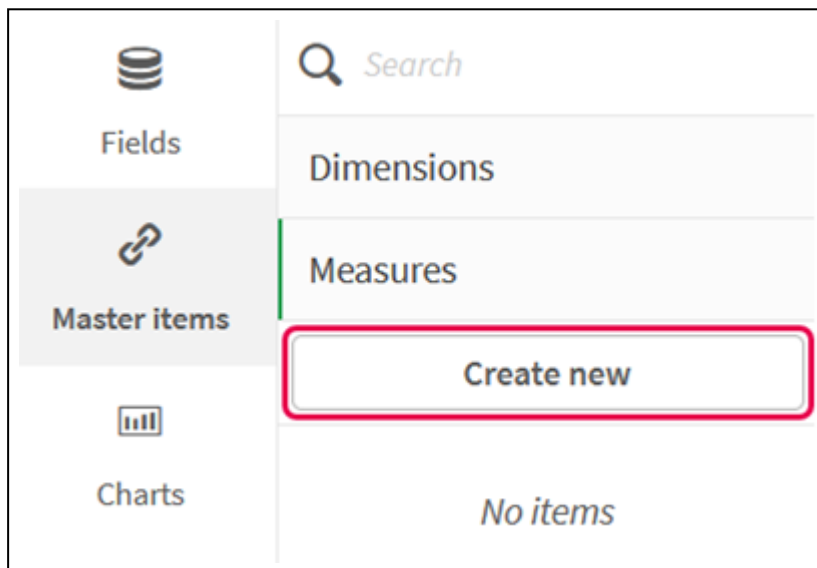 Search
Fields
Dimensions
Measures
Master items
Create new
Charts
No items